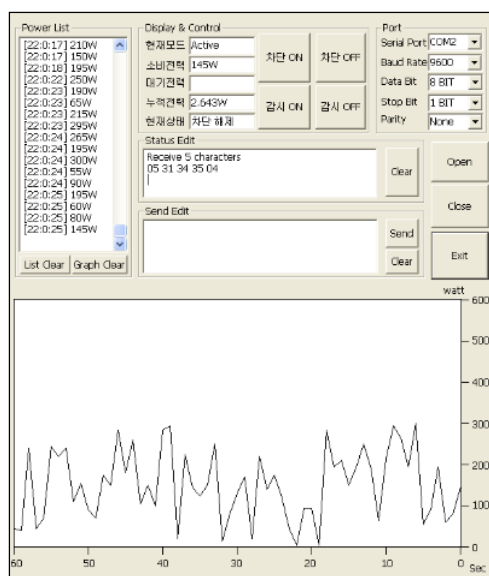 Power List
[22:0:17] 210W
[22:0:17] 150W
[22:0:18] 195W
[22:0:22] 250W
[22:0:23] 190W
[22:0:23] 65W
[22:0:23] 215W
[22:0:23] 295W
[22:0:24] 265W
[22:0:24] 195W
[22:0:24] 300W
[22:0:24] 55W
[22:0:24] 90W
[22:0:25] 195W
[22:0:25] 60W
[22:0:25] 80W
[22:0:25] 145W
List Clear Graph Clear
Display & Control
현재모드 Active
소비전력 145W
대기전력
누적전력 2.643W
현재상태 차단 해제
차단 ON 차단 OFF
감시 ON 감시 OFF
Port
Serial Port COM2
Baud Rate 9600
Data Bit 8 BIT
Stop Bit 1 BIT
Parity None
Status Edit
Receive 5 characters
05 31 34 35 04
Clear
Send Edit
Send
Clear
Open
Close
Exit
watt
600
500
400
300
200
100
0
60 50 40 30 20 10 0
Sec